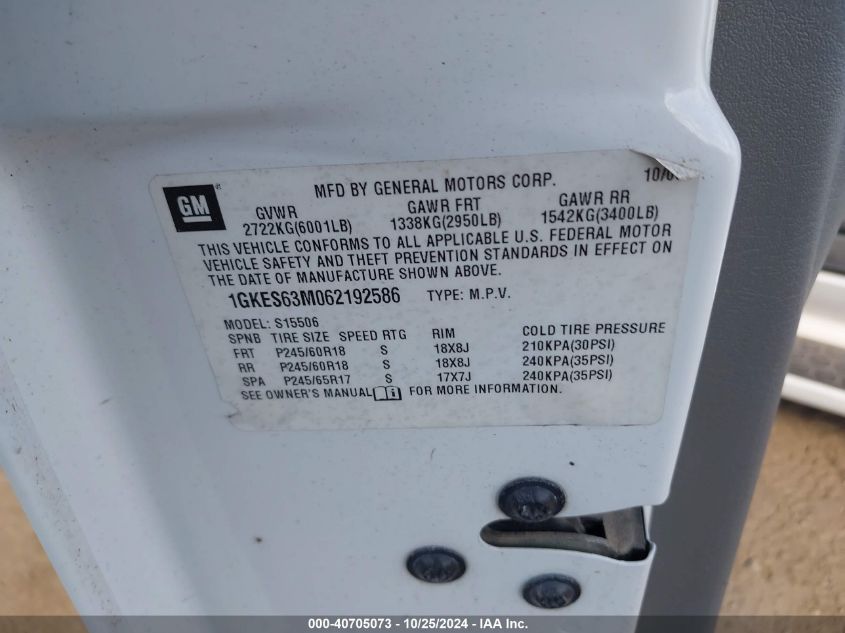 GM
®
MFD BY GENERAL MOTORS CORP.
GVWR GAWR FRT GAWR RR
2722KG(6001LB) 1338KG(2950LB) 1542KG(3400LB)
THIS VEHICLE CONFORMS TO ALL APPLICABLE U.S. FEDERAL MOTOR
VEHICLE SAFETY AND THEFT PREVENTION STANDARDS IN EFFECT ON
THE DATE OF MANUFACTURE SHOWN ABOVE.
1GKES63M062192586 TYPE: M.P.V.
MODEL: S15506
SPNB TIRE SIZE SPEED RTG RIM COLD TIRE PRESSURE
FRT P245/60R18 S 18X8J 210KPA(30PSI)
RR P245/60R18 S 18X8J 240KPA(35PSI)
SPA P245/65R17 S 17X7J 240KPA(35PSI)
SEE OWNER'S MANUAL FOR MORE INFORMATION.
000-40705073 - 10/25/2024 - IAA Inc.